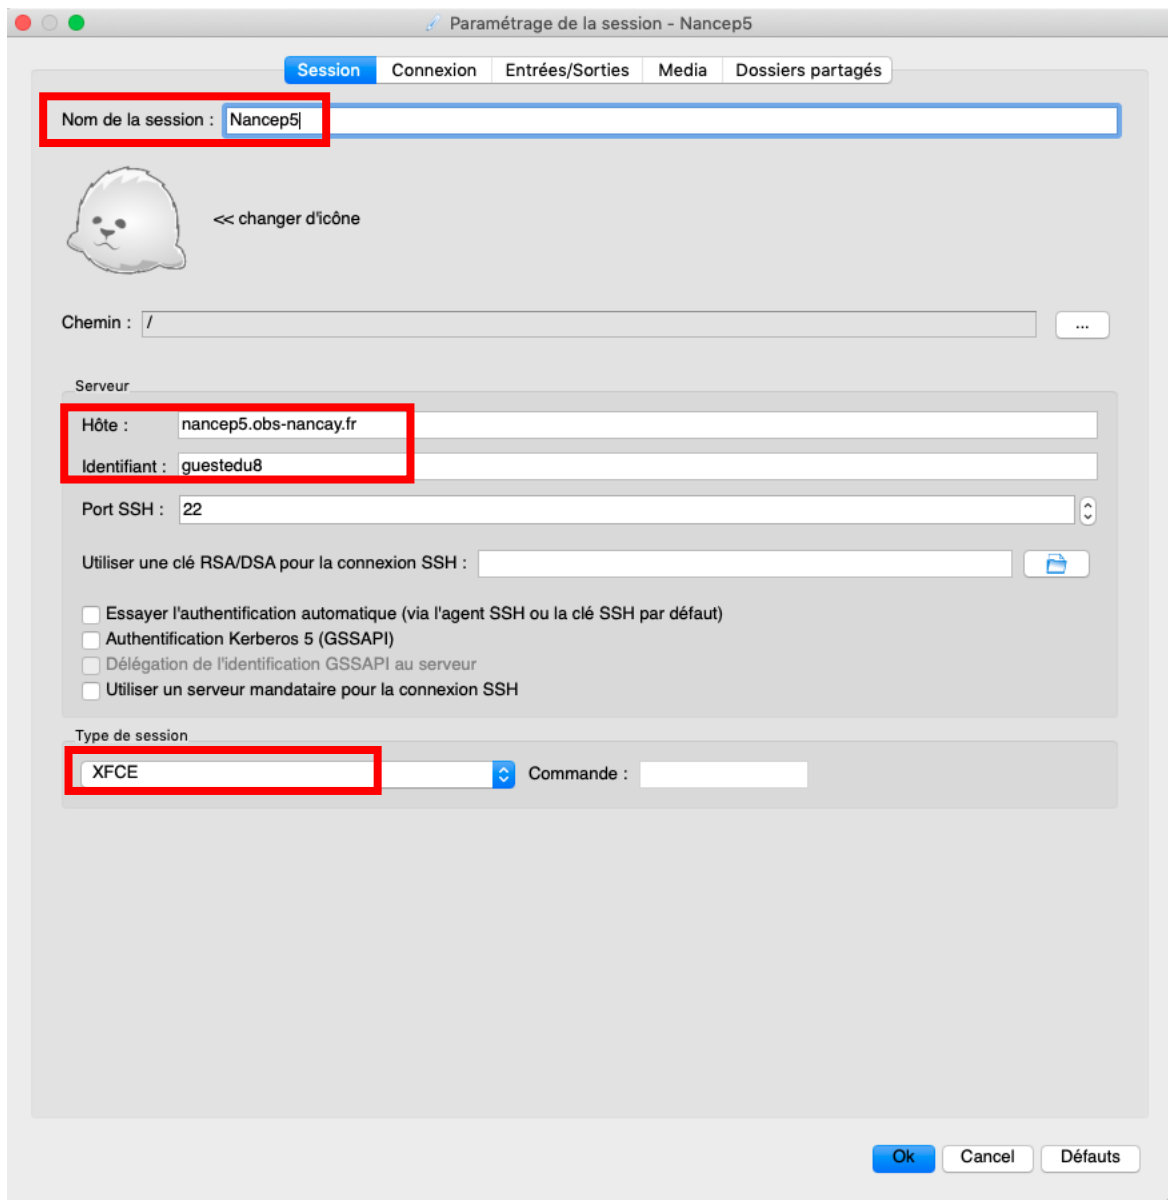 Paramétrage de la session - Nancep5
Session Connexion Entrées/Sorties Media Dossiers partagés
Nom de la session : Nancep5
<< changer d'icône
Chemin : / ...
Serveur
Hôte : nancep5.obs-nancay.fr
Identifiant : guestedu8
Port SSH : 22
Utiliser une clé RSA/DSA pour la connexion SSH :
Essayer l'authentification automatique (via l'agent SSH ou la clé SSH par défaut)
Authentification Kerberos 5 (GSSAPI)
Délégation de l'identification GSSAPI au serveur
Utiliser un serveur mandataire pour la connexion SSH
Type de session
XFCE Commande :
Ok Cancel Défauts